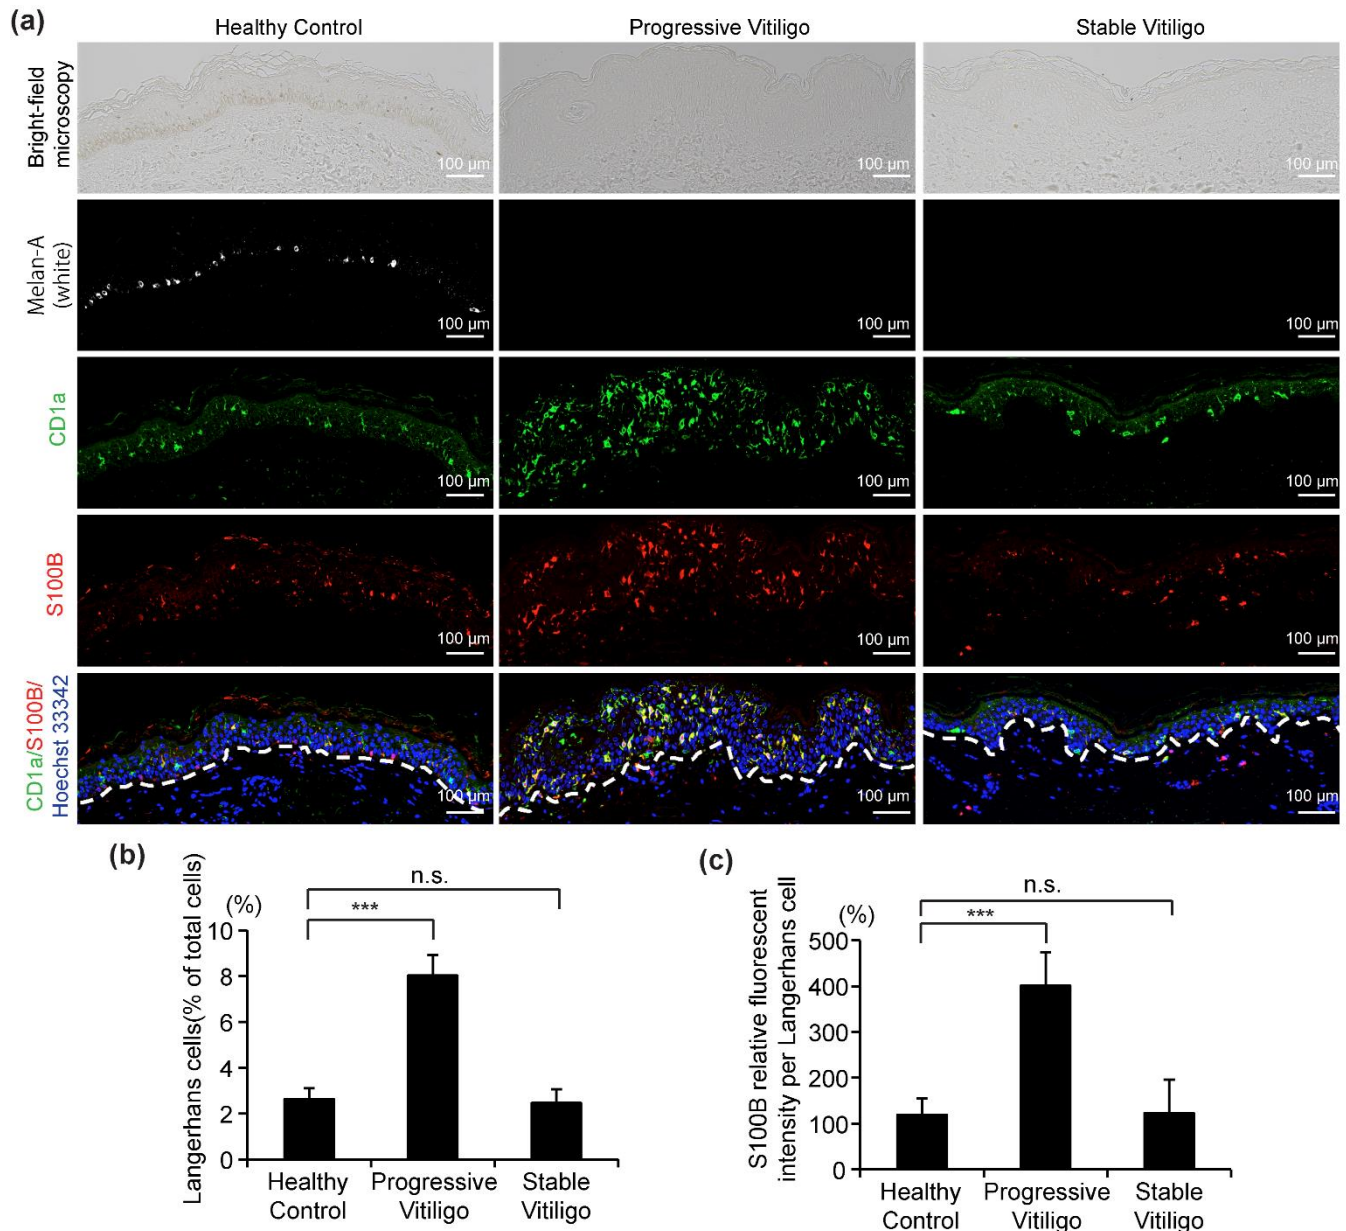 (a)
Healthy Control
Progressive Vitiligo
Stable Vitiligo
Bright-field
microscopy
100 µm
100 µm
100 µm
Melan-A
(white)
100 µm
100 µm
100 µm
CD1a
100 µm
100 µm
100 µm
S100B
100 µm
100 µm
100 µm
CD1a/S100B/
Hoechst 33342
100 µm
100 µm
100 µm
(b)
Langerhans cells(% of total cells)
(%)
n.s.
***
10
8
6
4
2
0
Healthy
Control
Progressive
Vitiligo
Stable
Vitiligo
(c)
S100B relative fluorescent
intensity per Langerhans cell
(%)
n.s.
***
500
400
300
200
100
0
Healthy
Control
Progressive
Vitiligo
Stable
Vitiligo